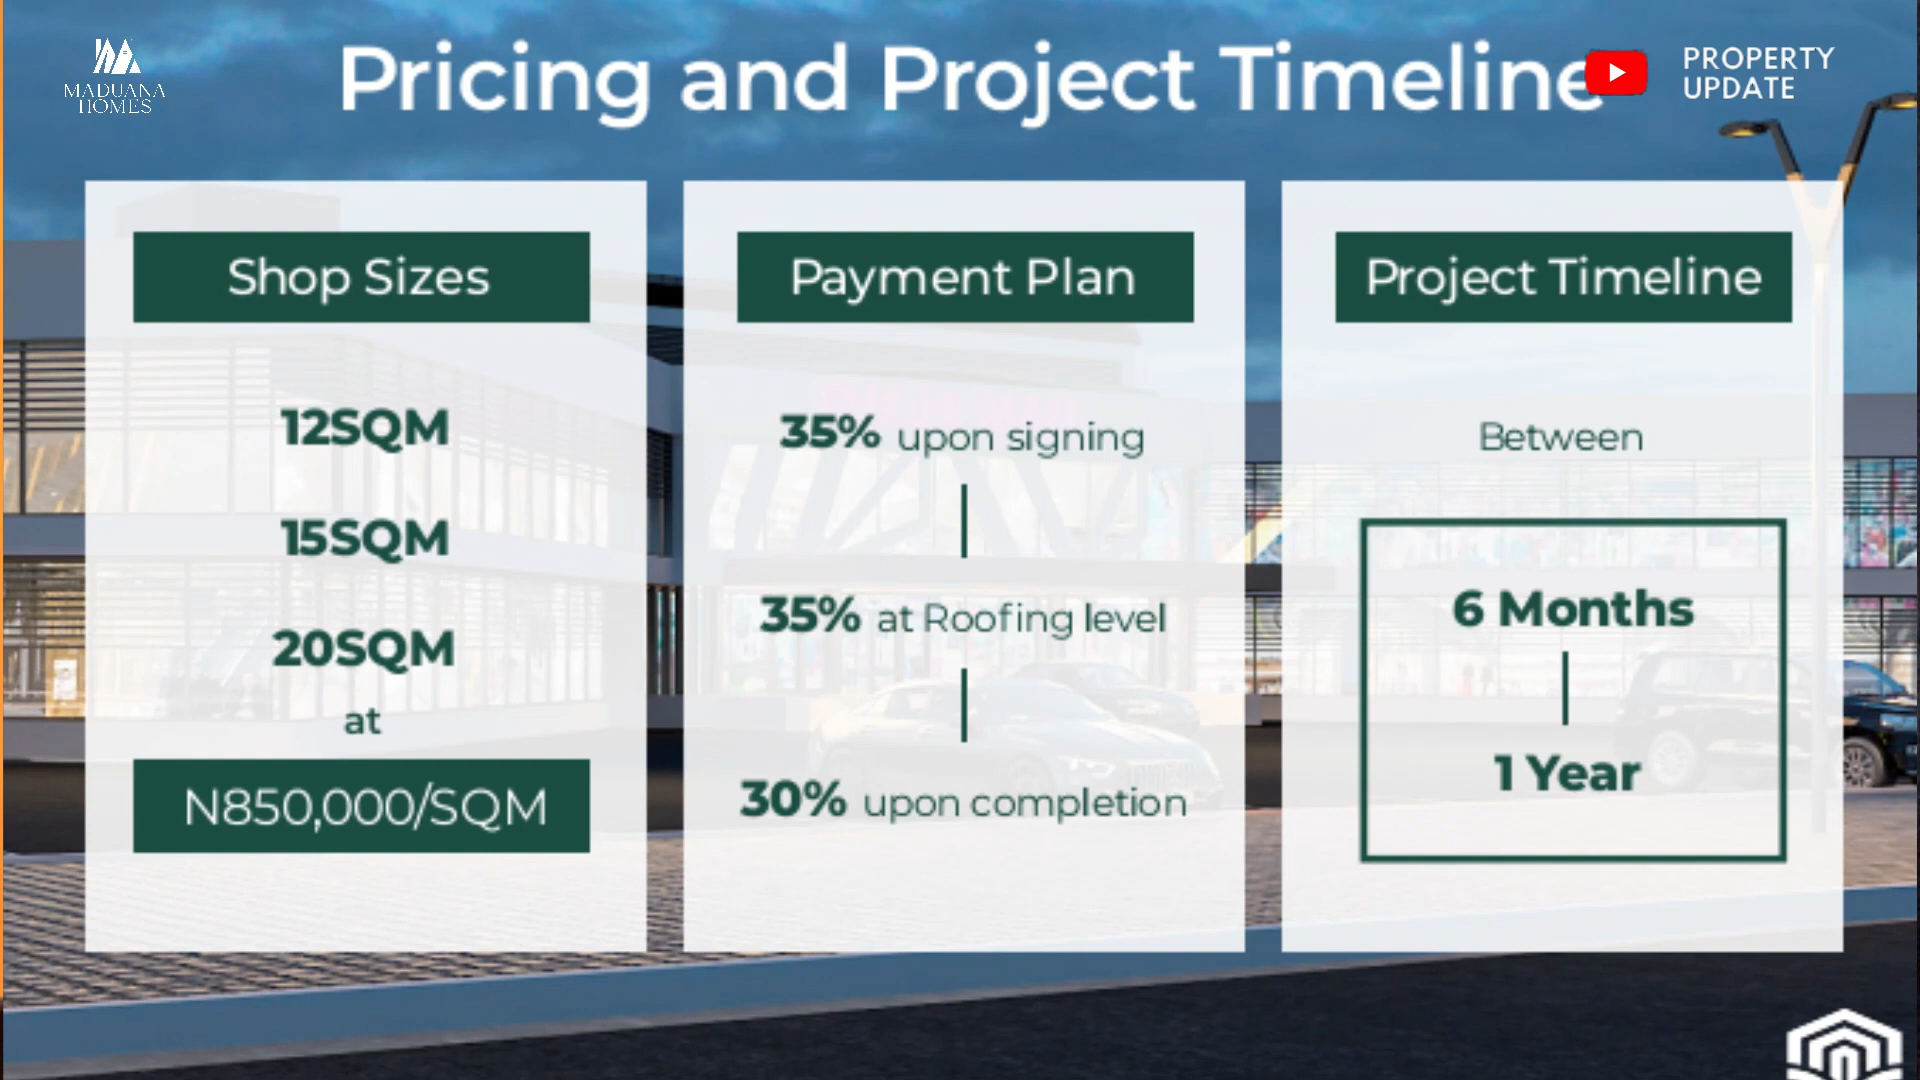 MADUANA
HOMES
Pricing and Project Timeline
PROPERTY
UPDATE
Shop Sizes
12SQM
15SQM
20SQM
at
N850,000/SQM
Payment Plan
35% upon signing
35% at Roofing level
30% upon completion
Project Timeline
Between
6 Months
1 Year